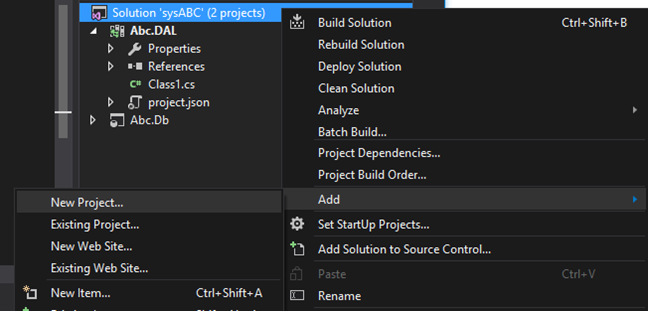 Solution 'sysABC' (2 projects)
Abc.DAL
Properties
References
C# Class1.cs
project.json
Abc.Db
Build Solution Ctrl+Shift+B
Rebuild Solution
Deploy Solution
Clean Solution
Analyze
Batch Build...
Project Dependencies...
Project Build Order...
Add
Set StartUp Projects...
Add Solution to Source Control...
Paste Ctrl+V
Rename
New Project...
Existing Project...
New Web Site...
Existing Web Site...
New Item... Ctrl+Shift+A